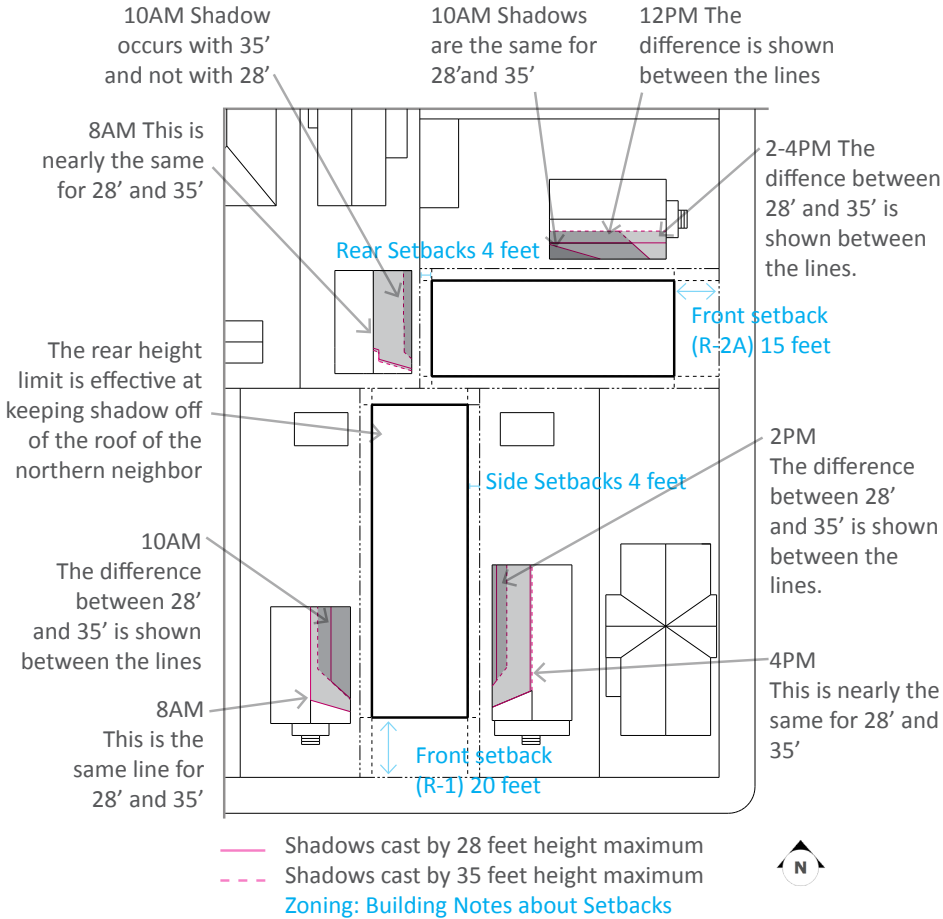 10AM Shadow
occurs with 35’
and not with 28’
10AM Shadows
are the same for
28’and 35’
12PM The
difference is shown
between the lines
8AM This is
nearly the same
for 28’ and 35’
2-4PM The
diffence between
28’ and 35’ is
shown between
the lines.
Rear Setbacks 4 feet
Front setback
(R-2A) 15 feet
The rear height
limit is effective at
keeping shadow off
of the roof of the
northern neighbor
Side Setbacks 4 feet
2PM
The difference
between 28’
and 35’ is shown
between the
lines.
10AM
The difference
between 28’
and 35’ is shown
between the lines
8AM
This is the
same line for
28’ and 35’
4PM
This is nearly the
same for 28’ and
35’
Front setback
(R-1) 20 feet
Shadows cast by 28 feet height maximum
Shadows cast by 35 feet height maximum
Zoning: Building Notes about Setbacks
N